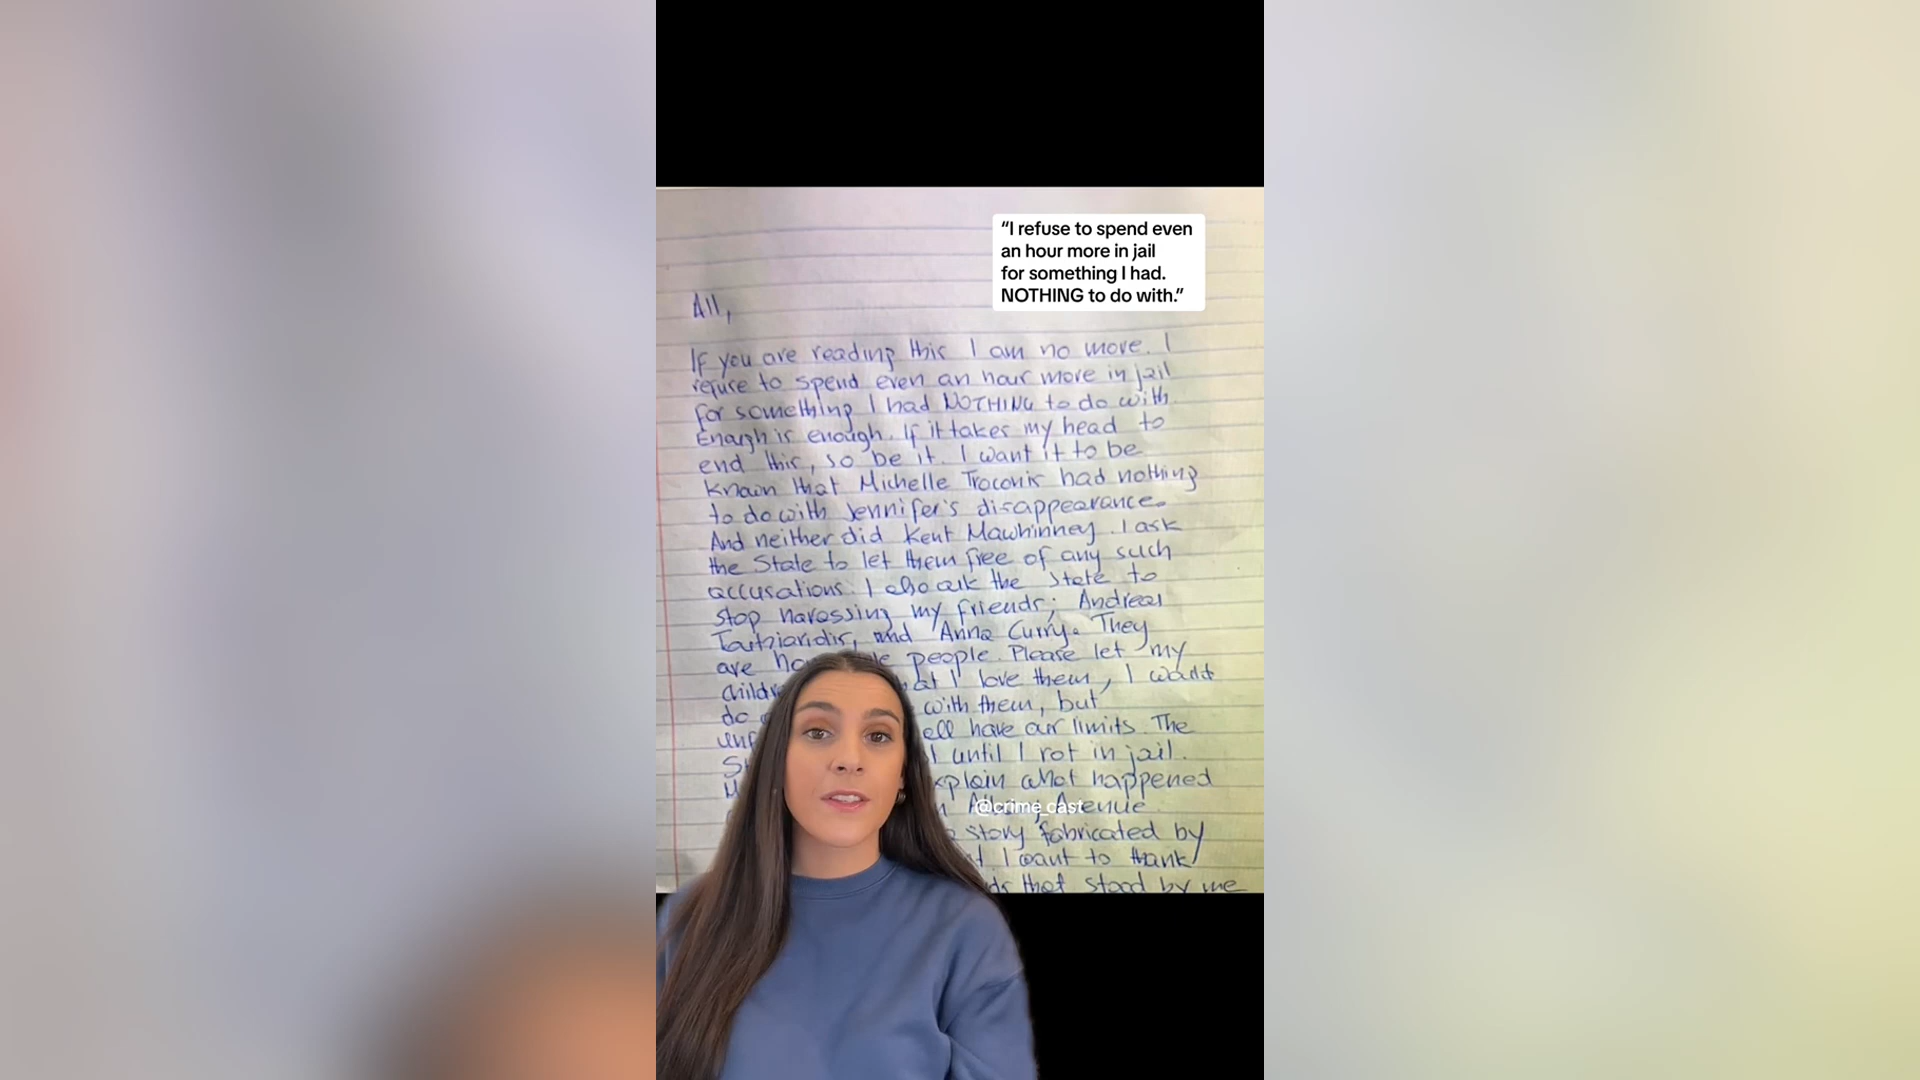 “I refuse to spend even
an hour more in jail
for something I had.
NOTHING to do with.”
All,
If you are reading this I am no more. I
refuse to spend even an hour more in jail
for something I had NOTHING to do with
Enough is enough. If it takes my head to
end this, so be it. I want it to be
known that Michelle Troconis had nothing
to do with Jennifer's disappearance.
And neither did Kent Mawhinney. I ask
the State to let them free of any such
accusations. I also ask the State to
stop harassing my friends; Andreas
and Anna Curry. They
are people. Please let my
I love them, I would
do with them, but
all have our limits. The
until I rot in jail.
explain what happened
Avenue
@crime_cast
story fabricated by
I want to thank
that stood by me